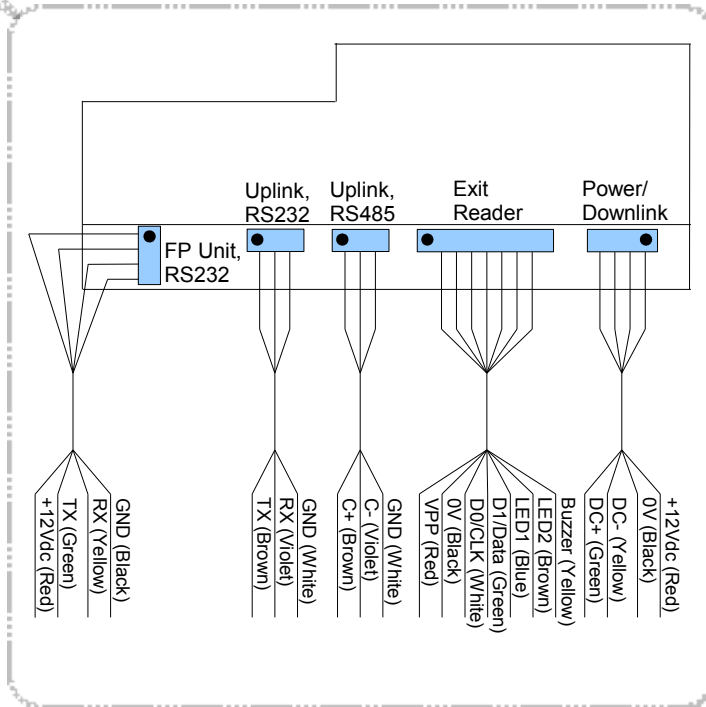 Uplink,
RS232
Uplink,
RS485
Exit
Reader
Power/
Downlink
FP Unit,
RS232
+12Vdc (Red)
TX (Green)
RX (Yellow)
GND (Black)
TX (Brown)
RX (Violet)
GND (White)
C+ (Brown)
C- (Violet)
GND (White)
VPP (Red)
0V (Black)
D0/CLK (White)
D1/Data (Green)
LED1 (Blue)
LED2 (Brown)
Buzzer (Yellow)
DC+ (Green)
DC- (Yellow)
0V (Black)
+12Vdc (Red)